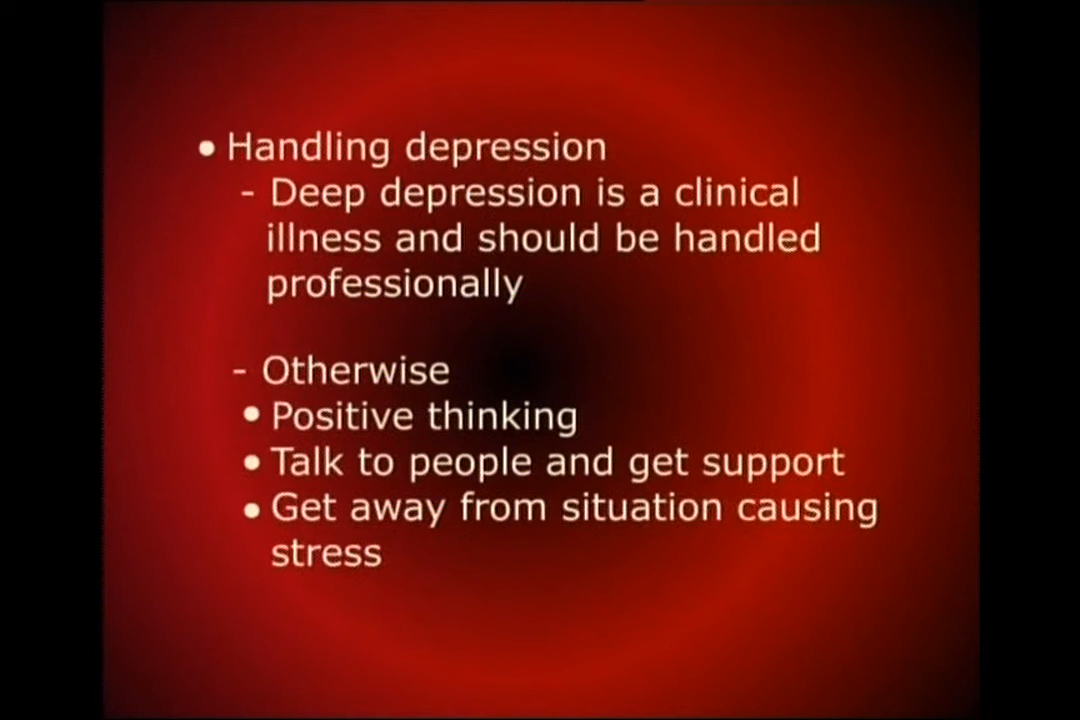 • Handling depression
- Deep depression is a clinical
illness and should be handled
professionally
- Otherwise
• Positive thinking
• Talk to people and get support
• Get away from situation causing
stress